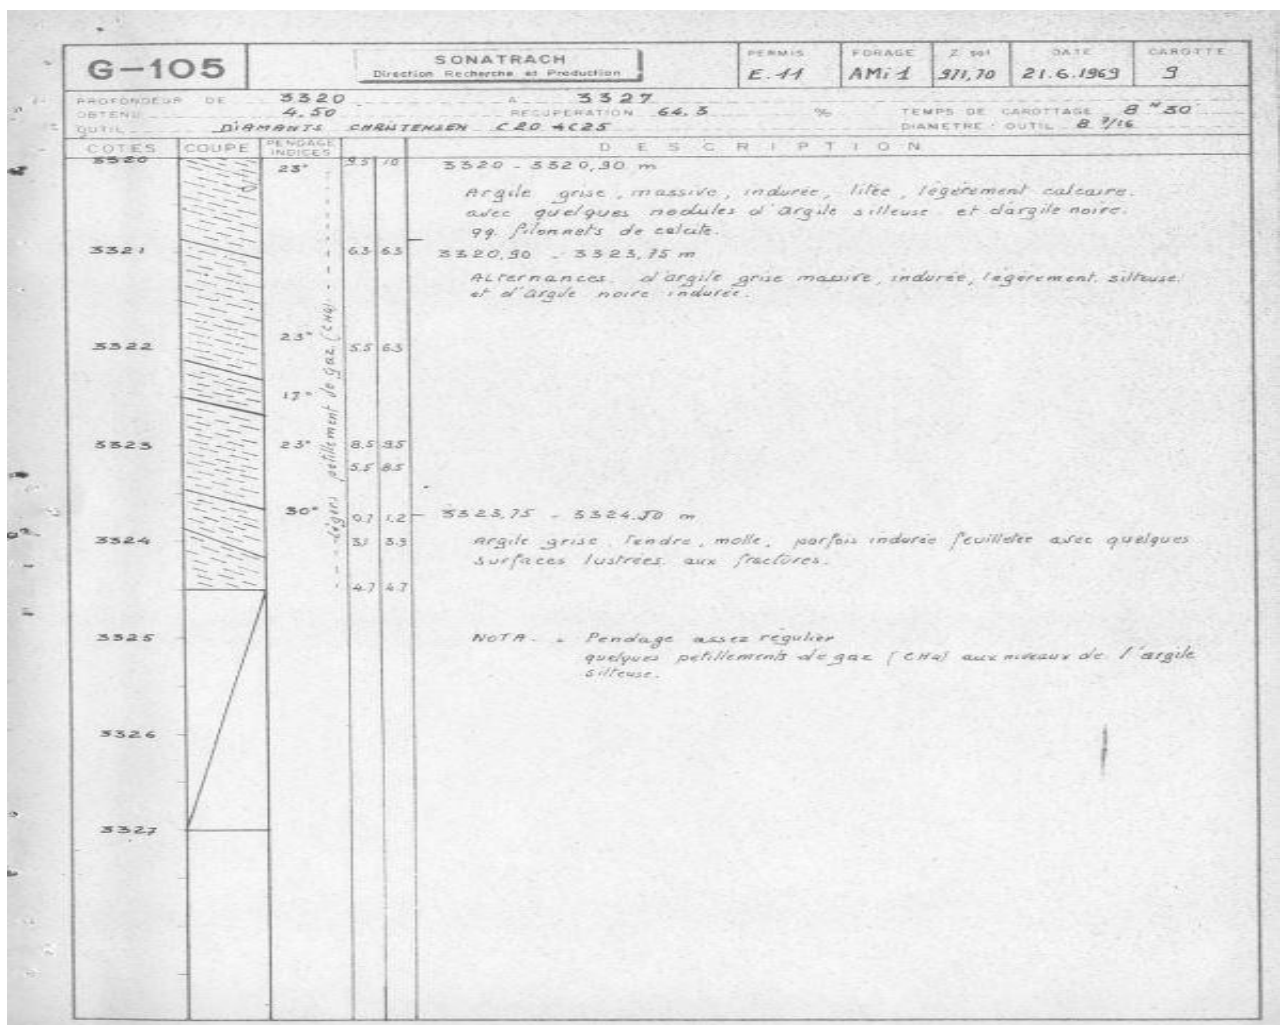 G-105
SONATRACH
Direction Recherche et Production
PERMIS
E.11
FORAGE
AMi 1
Z sol
971,70
DATE
21.6.1969
CAROTTE
9
PROFONDEUR DE 3320 A 3327
OBTENU 4.50 RECUPERATION 64.3 % TEMPS DE CAROTTAGE 8 H 30
OUTIL DIAMANTS CHRISTENSEN C20 4C25 DIAMETRE OUTIL 8 7/16
COTES COUPE PENDAGE INDICES DESCRIPTION
3320 23° 9.5 10 3320 - 3320,90 m
Argile grise, massive, indurée, litée, légèrement calcaire.
avec quelques nodules d'argile silteuse et d'argile noire.
qq. filonnets de calcite.
3321 6.3 6.3 3320,90 - 3323,75 m
Alternances d'argile grise massive, indurée, légèrement silteuse
et d'argile noire indurée.
3322 23° 5.5 6.3
17°
3323 23° 8.5 9.5
5.5 8.5
30° 0.7 1.2 3323,75 - 3324.50 m
3324 3.1 3.9 Argile grise, tendre, molle, parfois indurée feuilletée avec quelques
surfaces lustrées aux fractures.
4.7 4.7
légers petillement de gaz (CH4)
3325 NOTA. - Pendage assez régulier
quelques petillements de gaz (CH4) aux niveaux de l'argile
silteuse.
3326
3327